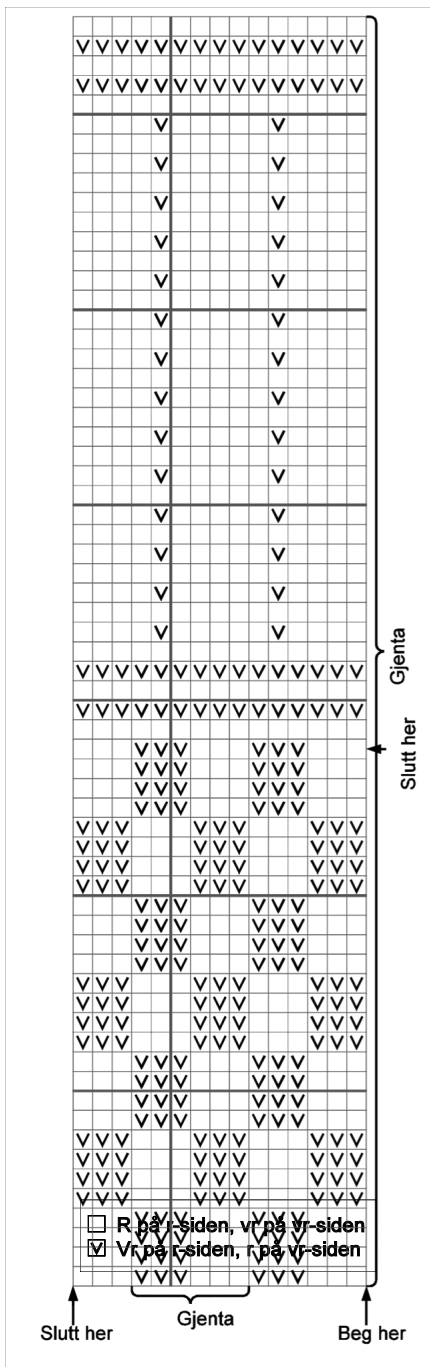 Gjenta
Slutt her
R på r-siden, vr på vr-siden
Vr på r-siden, r på vr-siden
Gjenta
Slutt her
Beg her